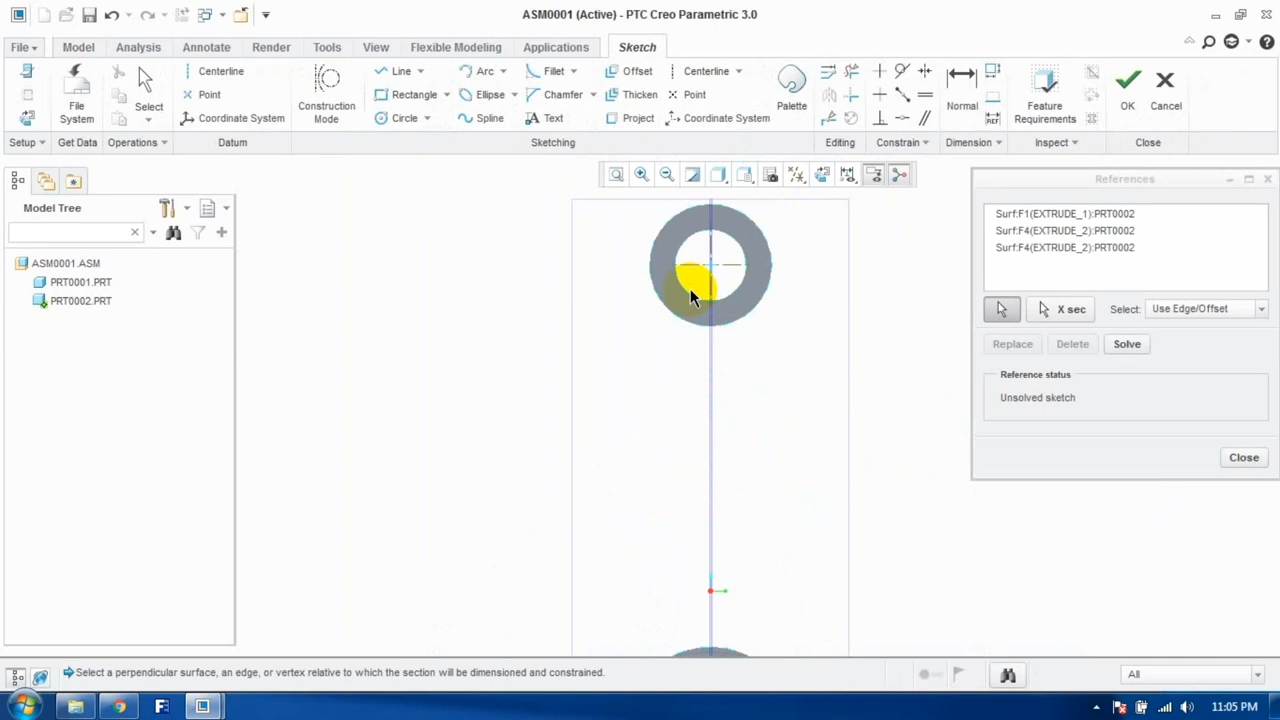 ASM0001 (Active) - PTC Creo Parametric 3.0
File Model Analysis Annotate Render Tools View Flexible Modeling Applications Sketch
Centerline Line Arc Fillet Offset Centerline
Point Rectangle Ellipse Chamfer Thicken Point
Coordinate System Circle Spline Text Project Coordinate System
File System
Select
Construction Mode
Palette
Normal
REF
Feature Requirements
OK
Cancel
Setup Get Data Operations Datum Sketching Editing Constrain Dimension Inspect Close
Model Tree
ASM0001.ASM
PRT0001.PRT
PRT0002.PRT
References
Surf:F1(EXTRUDE_1):PRT0002
Surf:F4(EXTRUDE_2):PRT0002
Surf:F4(EXTRUDE_2):PRT0002
X sec Select: Use Edge/Offset
Replace Delete Solve
Reference status
Unsolved sketch
Close
Select a perpendicular surface, an edge, or vertex relative to which the section will be dimensioned and constrained.
All
11:05 PM